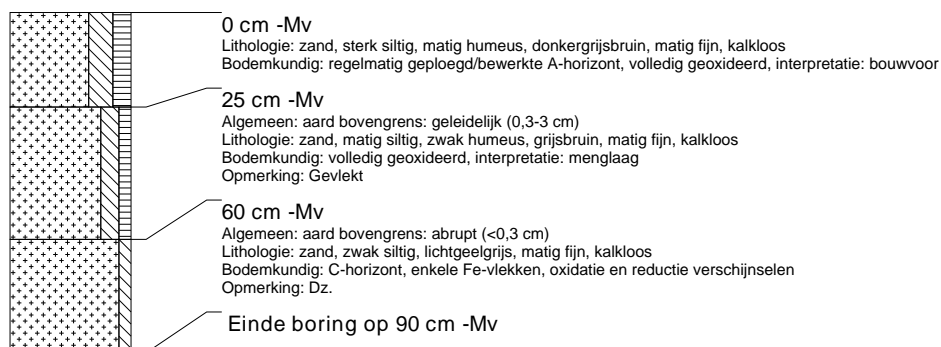 0 cm -Mv
Lithologie: zand, sterk siltig, matig humeus, donkergrijsbruin, matig fijn, kalkloos
Bodemkundig: regelmatig geploegd/bewerkte A-horizont, volledig geoxideerd, interpretatie: bouwvoor
25 cm -Mv
Algemeen: aard bovengrens: geleidelijk (0,3-3 cm)
Lithologie: zand, matig siltig, zwak humeus, grijsbruin, matig fijn, kalkloos
Bodemkundig: volledig geoxideerd, interpretatie: menglaag
Opmerking: Gevlekt
60 cm -Mv
Algemeen: aard bovengrens: abrupt (<0,3 cm)
Lithologie: zand, zwak siltig, lichtgeelgrijs, matig fijn, kalkloos
Bodemkundig: C-horizont, enkele Fe-vlekken, oxidatie en reductie verschijnselen
Opmerking: Dz.
Einde boring op 90 cm -Mv